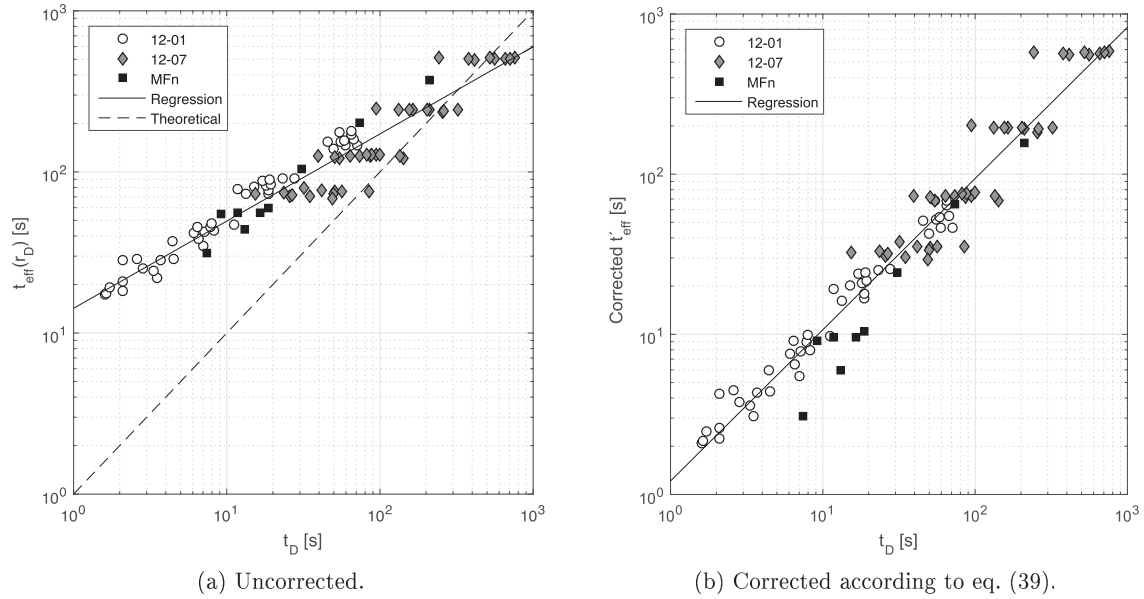 10^3
12-01
12-07
MFn
Regression
Theoretical
10^2
10^1
10^0
t_eff(r_D) [s]
10^0 10^1 10^2 10^3
t_D [s]
(a) Uncorrected.
10^3
12-01
12-07
MFn
Regression
10^2
10^1
10^0
Corrected t'_eff [s]
10^0 10^1 10^2 10^3
t_D [s]
(b) Corrected according to eq. (39).